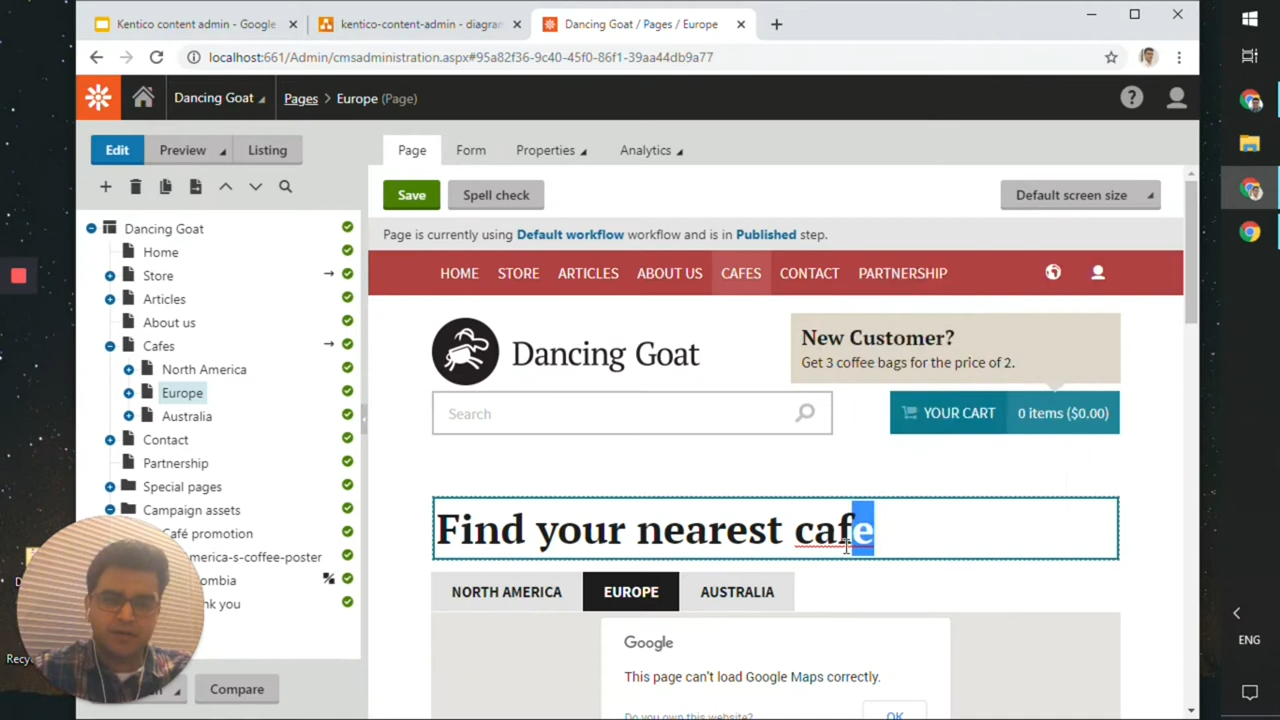 Kentico content admin - Google
kentico-content-admin - diagram
Dancing Goat / Pages / Europe
localhost:661/Admin/cmsadministration.aspx#95a82f36-9c40-45f0-86f1-39aa44db9a77
Dancing Goat
Pages > Europe (Page)
Edit
Preview
Listing
Page
Form
Properties
Analytics
Save
Spell check
Default screen size
Page is currently using Default workflow workflow and is in Published step.
Dancing Goat
Home
Store
Articles
About us
Cafes
North America
Europe
Australia
Contact
Partnership
Special pages
Campaign assets
Café promotion
merica-s-coffee-poster
ombia
nk you
Compare
HOME
STORE
ARTICLES
ABOUT US
CAFES
CONTACT
PARTNERSHIP
Dancing Goat
New Customer?
Get 3 coffee bags for the price of 2.
Search
YOUR CART
0 items ($0.00)
Find your nearest cafe
NORTH AMERICA
EUROPE
AUSTRALIA
Google
This page can't load Google Maps correctly.
Do you own this website?
OK
ENG